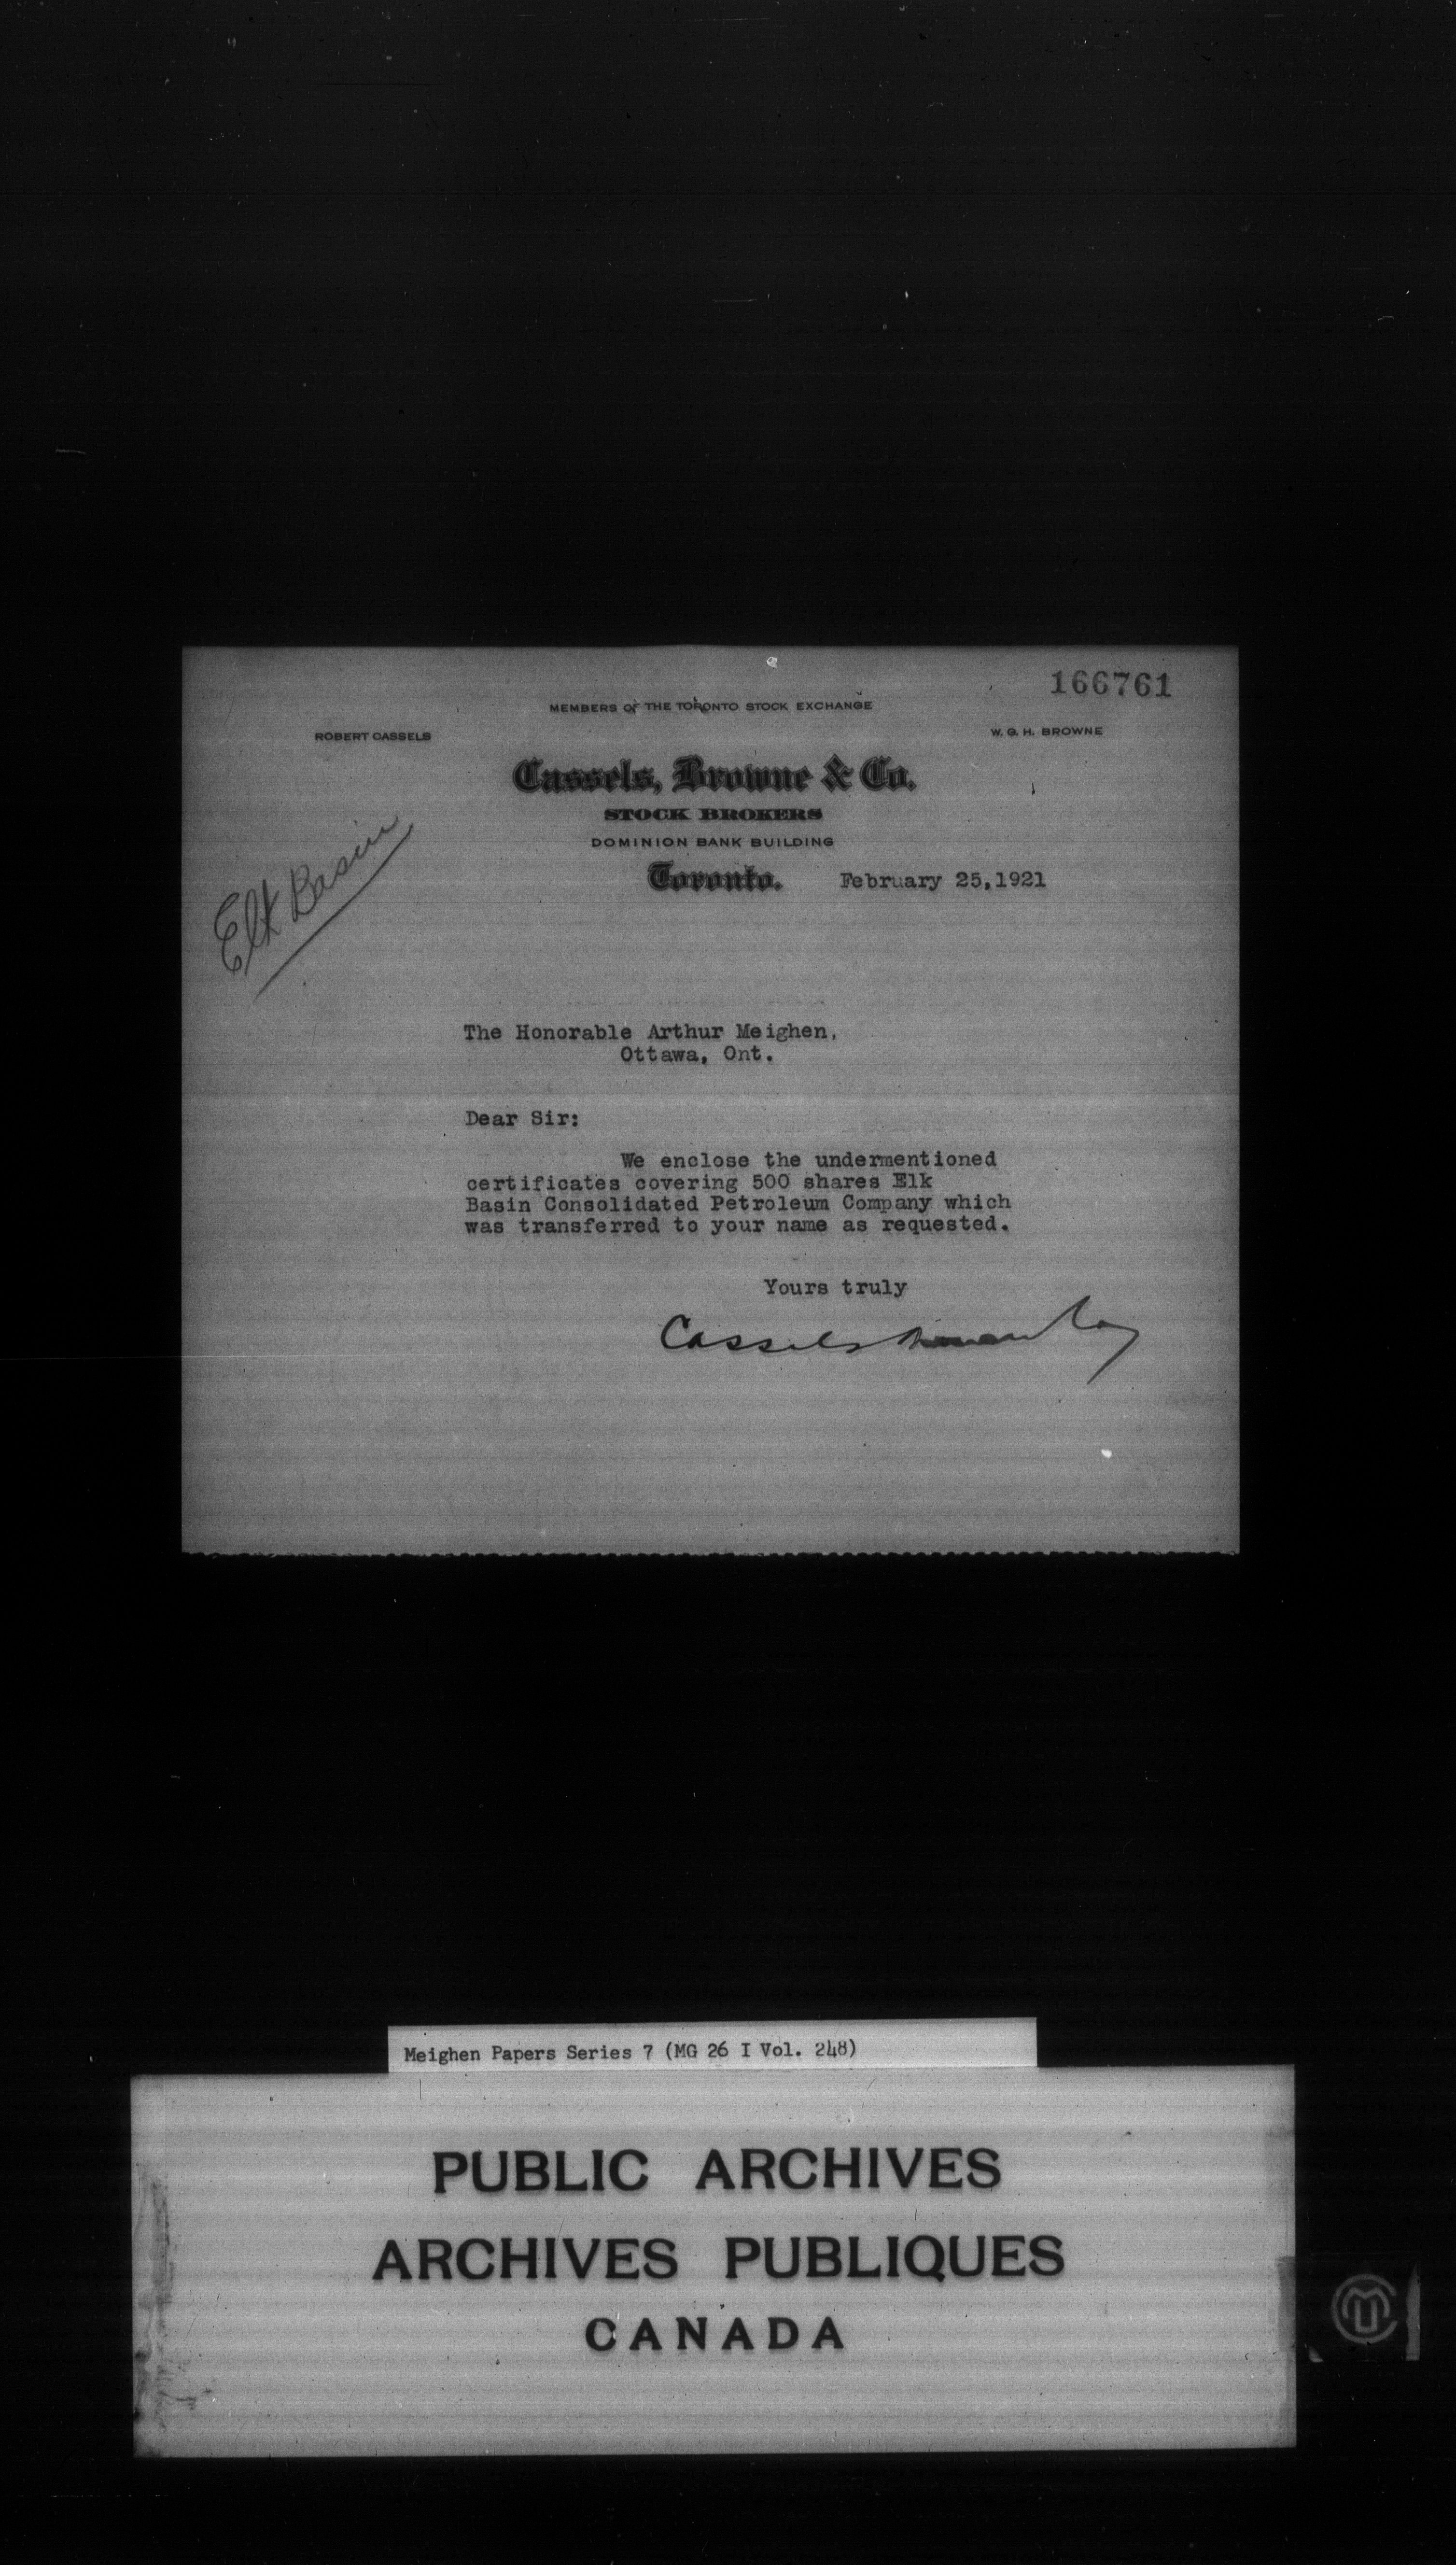 166761
MEMBERS OF THE TORONTO STOCK EXCHANGE
ROBERT CASSELS
W. G. H. BROWNE
Cassels, Browne & Co.
STOCK BROKERS
DOMINION BANK BUILDING
Toronto. February 25,1921
Elk Basin
The Honorable Arthur Meighen,
Ottawa, Ont.
Dear Sir:
We enclose the undermentioned
certificates covering 500 shares Elk
Basin Consolidated Petroleum Company which
was transferred to your name as requested.
Yours truly
Cassels Browne & Co
Meighen Papers Series 7 (MG 26 I Vol. 248)
PUBLIC ARCHIVES
ARCHIVES PUBLIQUES
CANADA